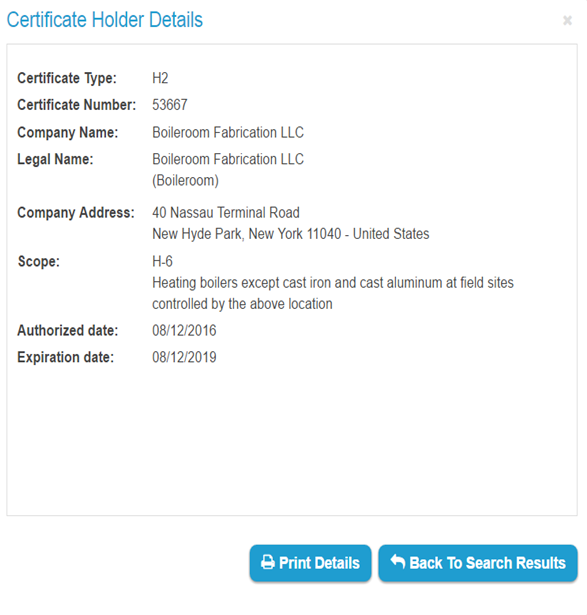 Certificate Holder Details
Certificate Type: H2
Certificate Number: 53667
Company Name: Boileroom Fabrication LLC
Legal Name: Boileroom Fabrication LLC
(Boileroom)
Company Address: 40 Nassau Terminal Road
New Hyde Park, New York 11040 - United States
Scope: H-6
Heating boilers except cast iron and cast aluminum at field sites
controlled by the above location
Authorized date: 08/12/2016
Expiration date: 08/12/2019
Print Details Back To Search Results